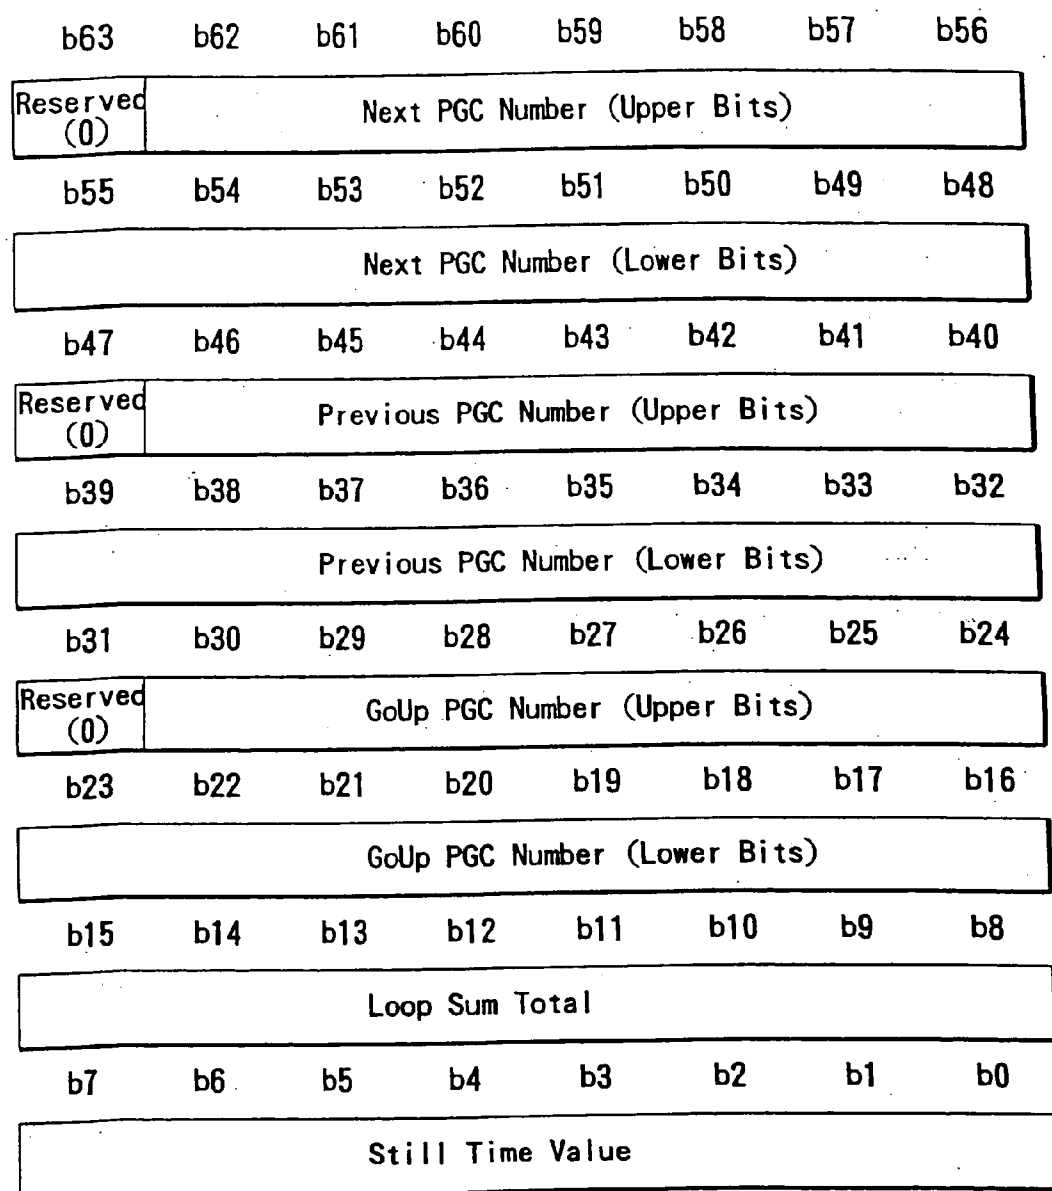 b63 b62 b61 b60 b59 b58 b57 b56
Reserved (0) Next PGC Number (Upper Bits)
b55 b54 b53 b52 b51 b50 b49 b48
Next PGC Number (Lower Bits)
b47 b46 b45 b44 b43 b42 b41 b40
Reserved (0) Previous PGC Number (Upper Bits)
b39 b38 b37 b36 b35 b34 b33 b32
Previous PGC Number (Lower Bits)
b31 b30 b29 b28 b27 b26 b25 b24
Reserved (0) GoUp PGC Number (Upper Bits)
b23 b22 b21 b20 b19 b18 b17 b16
GoUp PGC Number (Lower Bits)
b15 b14 b13 b12 b11 b10 b9 b8
Loop Sum Total
b7 b6 b5 b4 b3 b2 b1 b0
Still Time Value